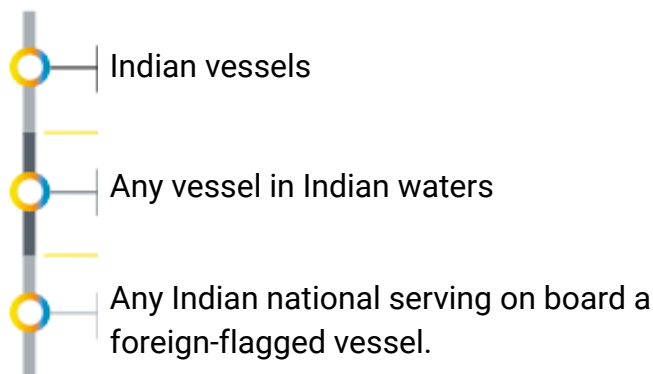 Indian vessels
Any vessel in Indian waters
Any Indian national serving on board a
foreign-flagged vessel.